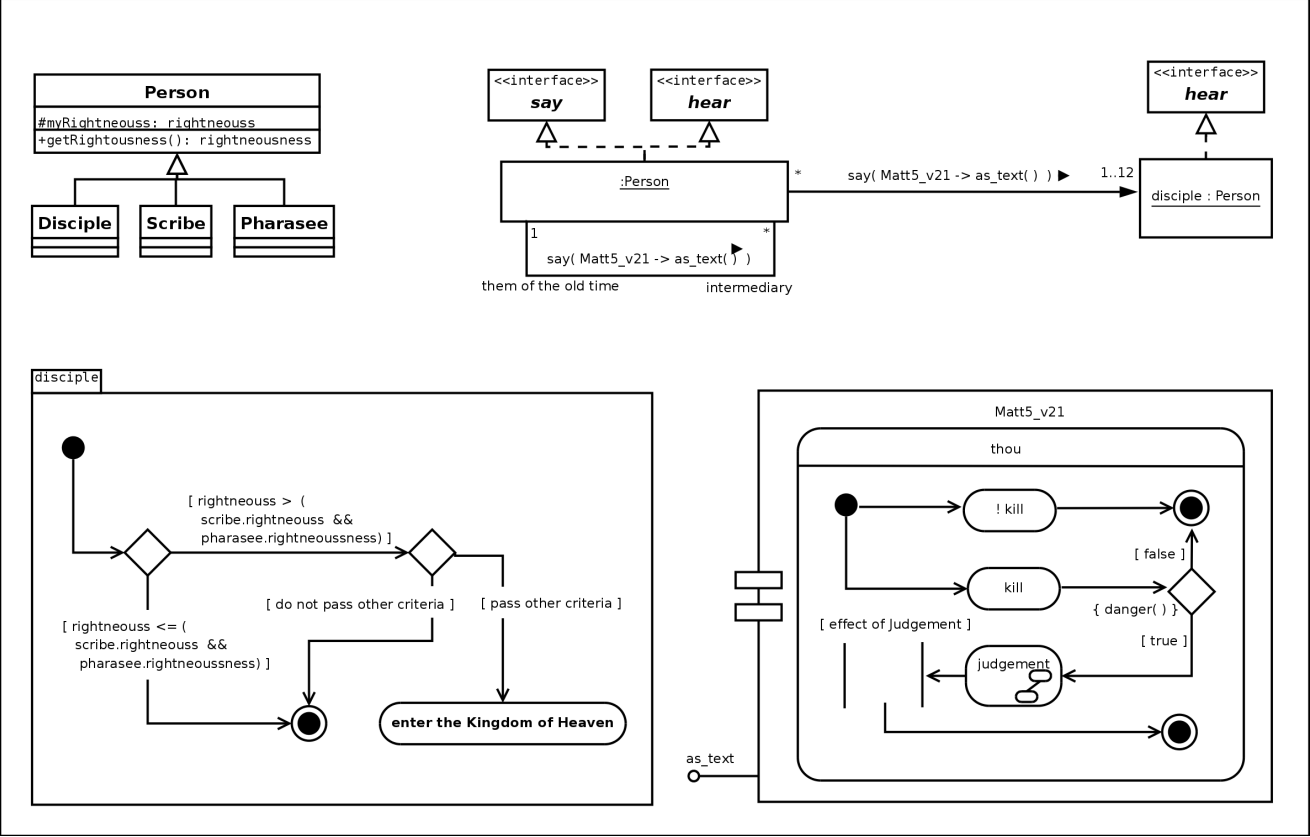 Person
#myRightneouss: rightneouss
+getRightousness(): rightneousness
Disciple
Scribe
Pharasee
<<interface>>
say
<<interface>>
hear
:Person
*
say( Matt5_v21 -> as_text( )  )
1..12
<<interface>>
hear
disciple : Person
1
*
say( Matt5_v21 -> as_text( )  )
them of the old time
intermediary
disciple
[ rightneouss >  (
scribe.rightneouss  &&
pharasee.rightneoussness) ]
[ do not pass other criteria ]
[ pass other criteria ]
[ rightneouss <= (
scribe.rightneouss  &&
pharasee.rightneoussness) ]
enter the Kingdom of Heaven
Matt5_v21
thou
! kill
[ false ]
kill
{ danger( ) }
[ effect of Judgement ]
[ true ]
judgement
as_text